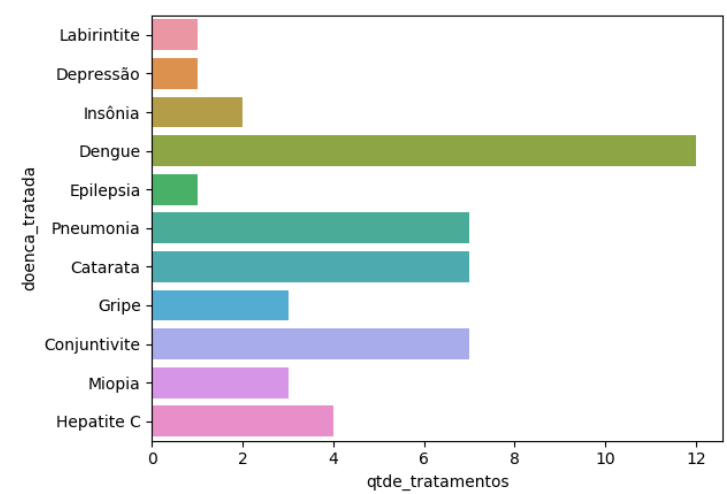 Labirintite
Depressão
Insônia
Dengue
Epilepsia
Pneumonia
Catarata
Gripe
Conjuntivite
Miopia
Hepatite C
doenca_tratada
0 2 4 6 8 10 12
qtde_tratamentos